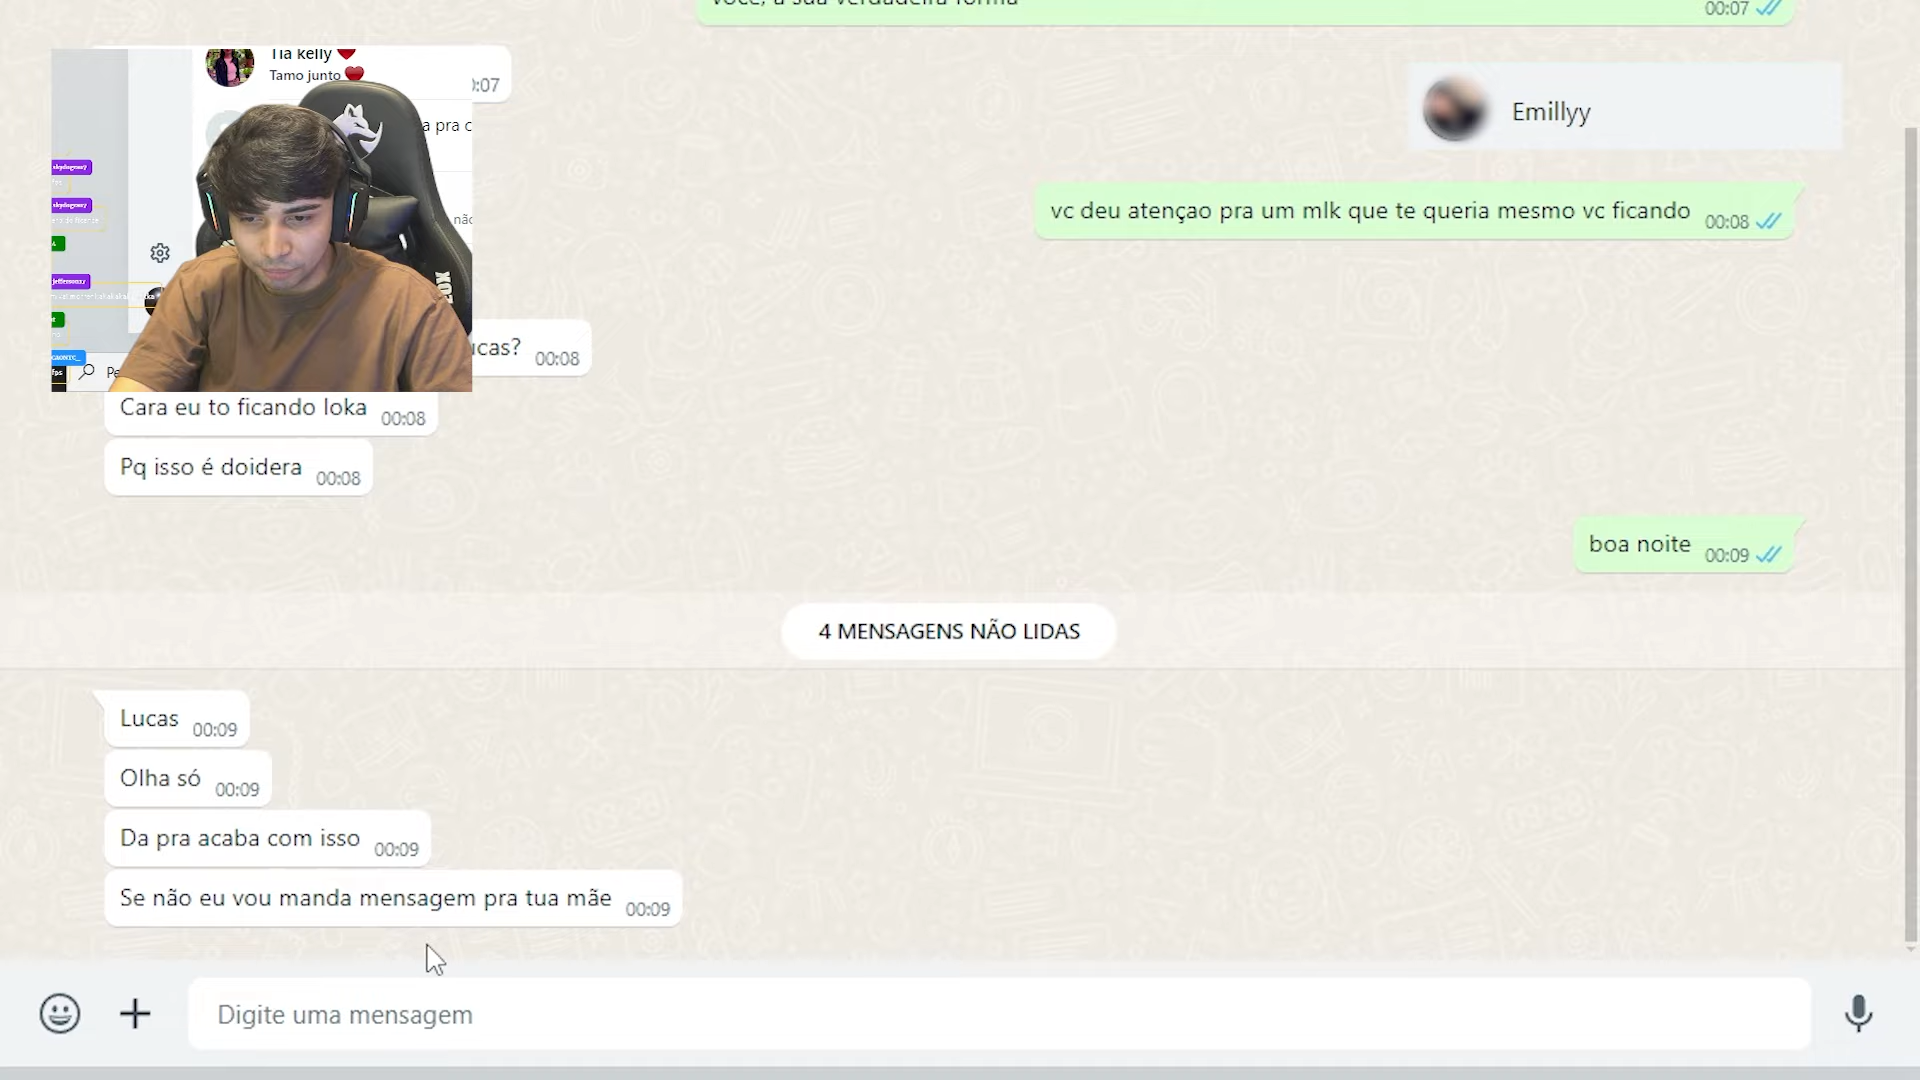 00:07
Tia kelly
Tamo junto
:07
a pra c
Emillyy
vc deu atençao pra um mlk que te queria mesmo vc ficando 00:08
nãc
icas? 00:08
Pe
Cara eu to ficando loka 00:08
Pq isso é doidera 00:08
boa noite 00:09
4 MENSAGENS NÃO LIDAS
Lucas 00:09
Olha só 00:09
Da pra acaba com isso 00:09
Se não eu vou manda mensagem pra tua mãe 00:09
Digite uma mensagem